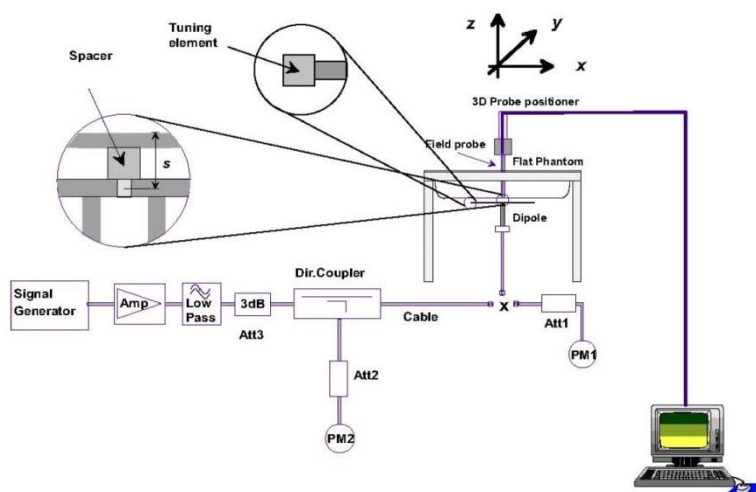 Tuning
element
Spacer
s
z
y
x
3D Probe positioner
Field probe
Flat Phantom
Dipole
Dir.Coupler
Signal
Generator
Amp
Low
Pass
3dB
Att3
Cable
x
Att1
PM1
Att2
PM2